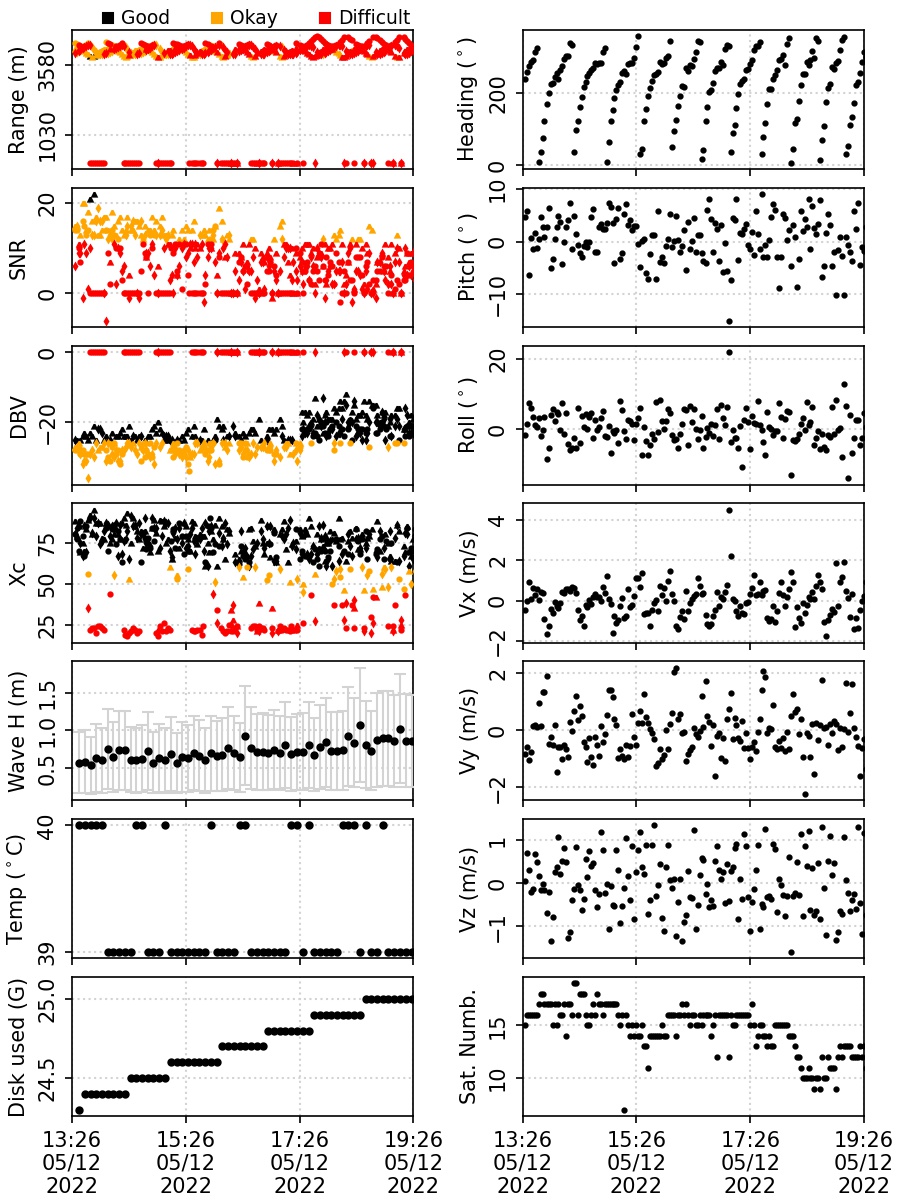 Good Okay Difficult
Range (m)
3580
1030
Heading (°)
200
0
SNR
20
0
Pitch (°)
10
0
−10
DBV
0
−20
Roll (°)
20
0
Xc
75
50
25
Vx (m/s)
4
2
0
−2
Wave H (m)
1.5
1.0
0.5
Vy (m/s)
2
0
−2
Temp (°C)
40
39
Vz (m/s)
1
0
−1
Disk used (G)
25.0
24.5
Sat. Numb.
15
10
13:26 15:26 17:26 19:26 13:26 15:26 17:26 19:26
05/12 05/12 05/12 05/12 05/12 05/12 05/12 05/12
2022 2022 2022 2022 2022 2022 2022 2022